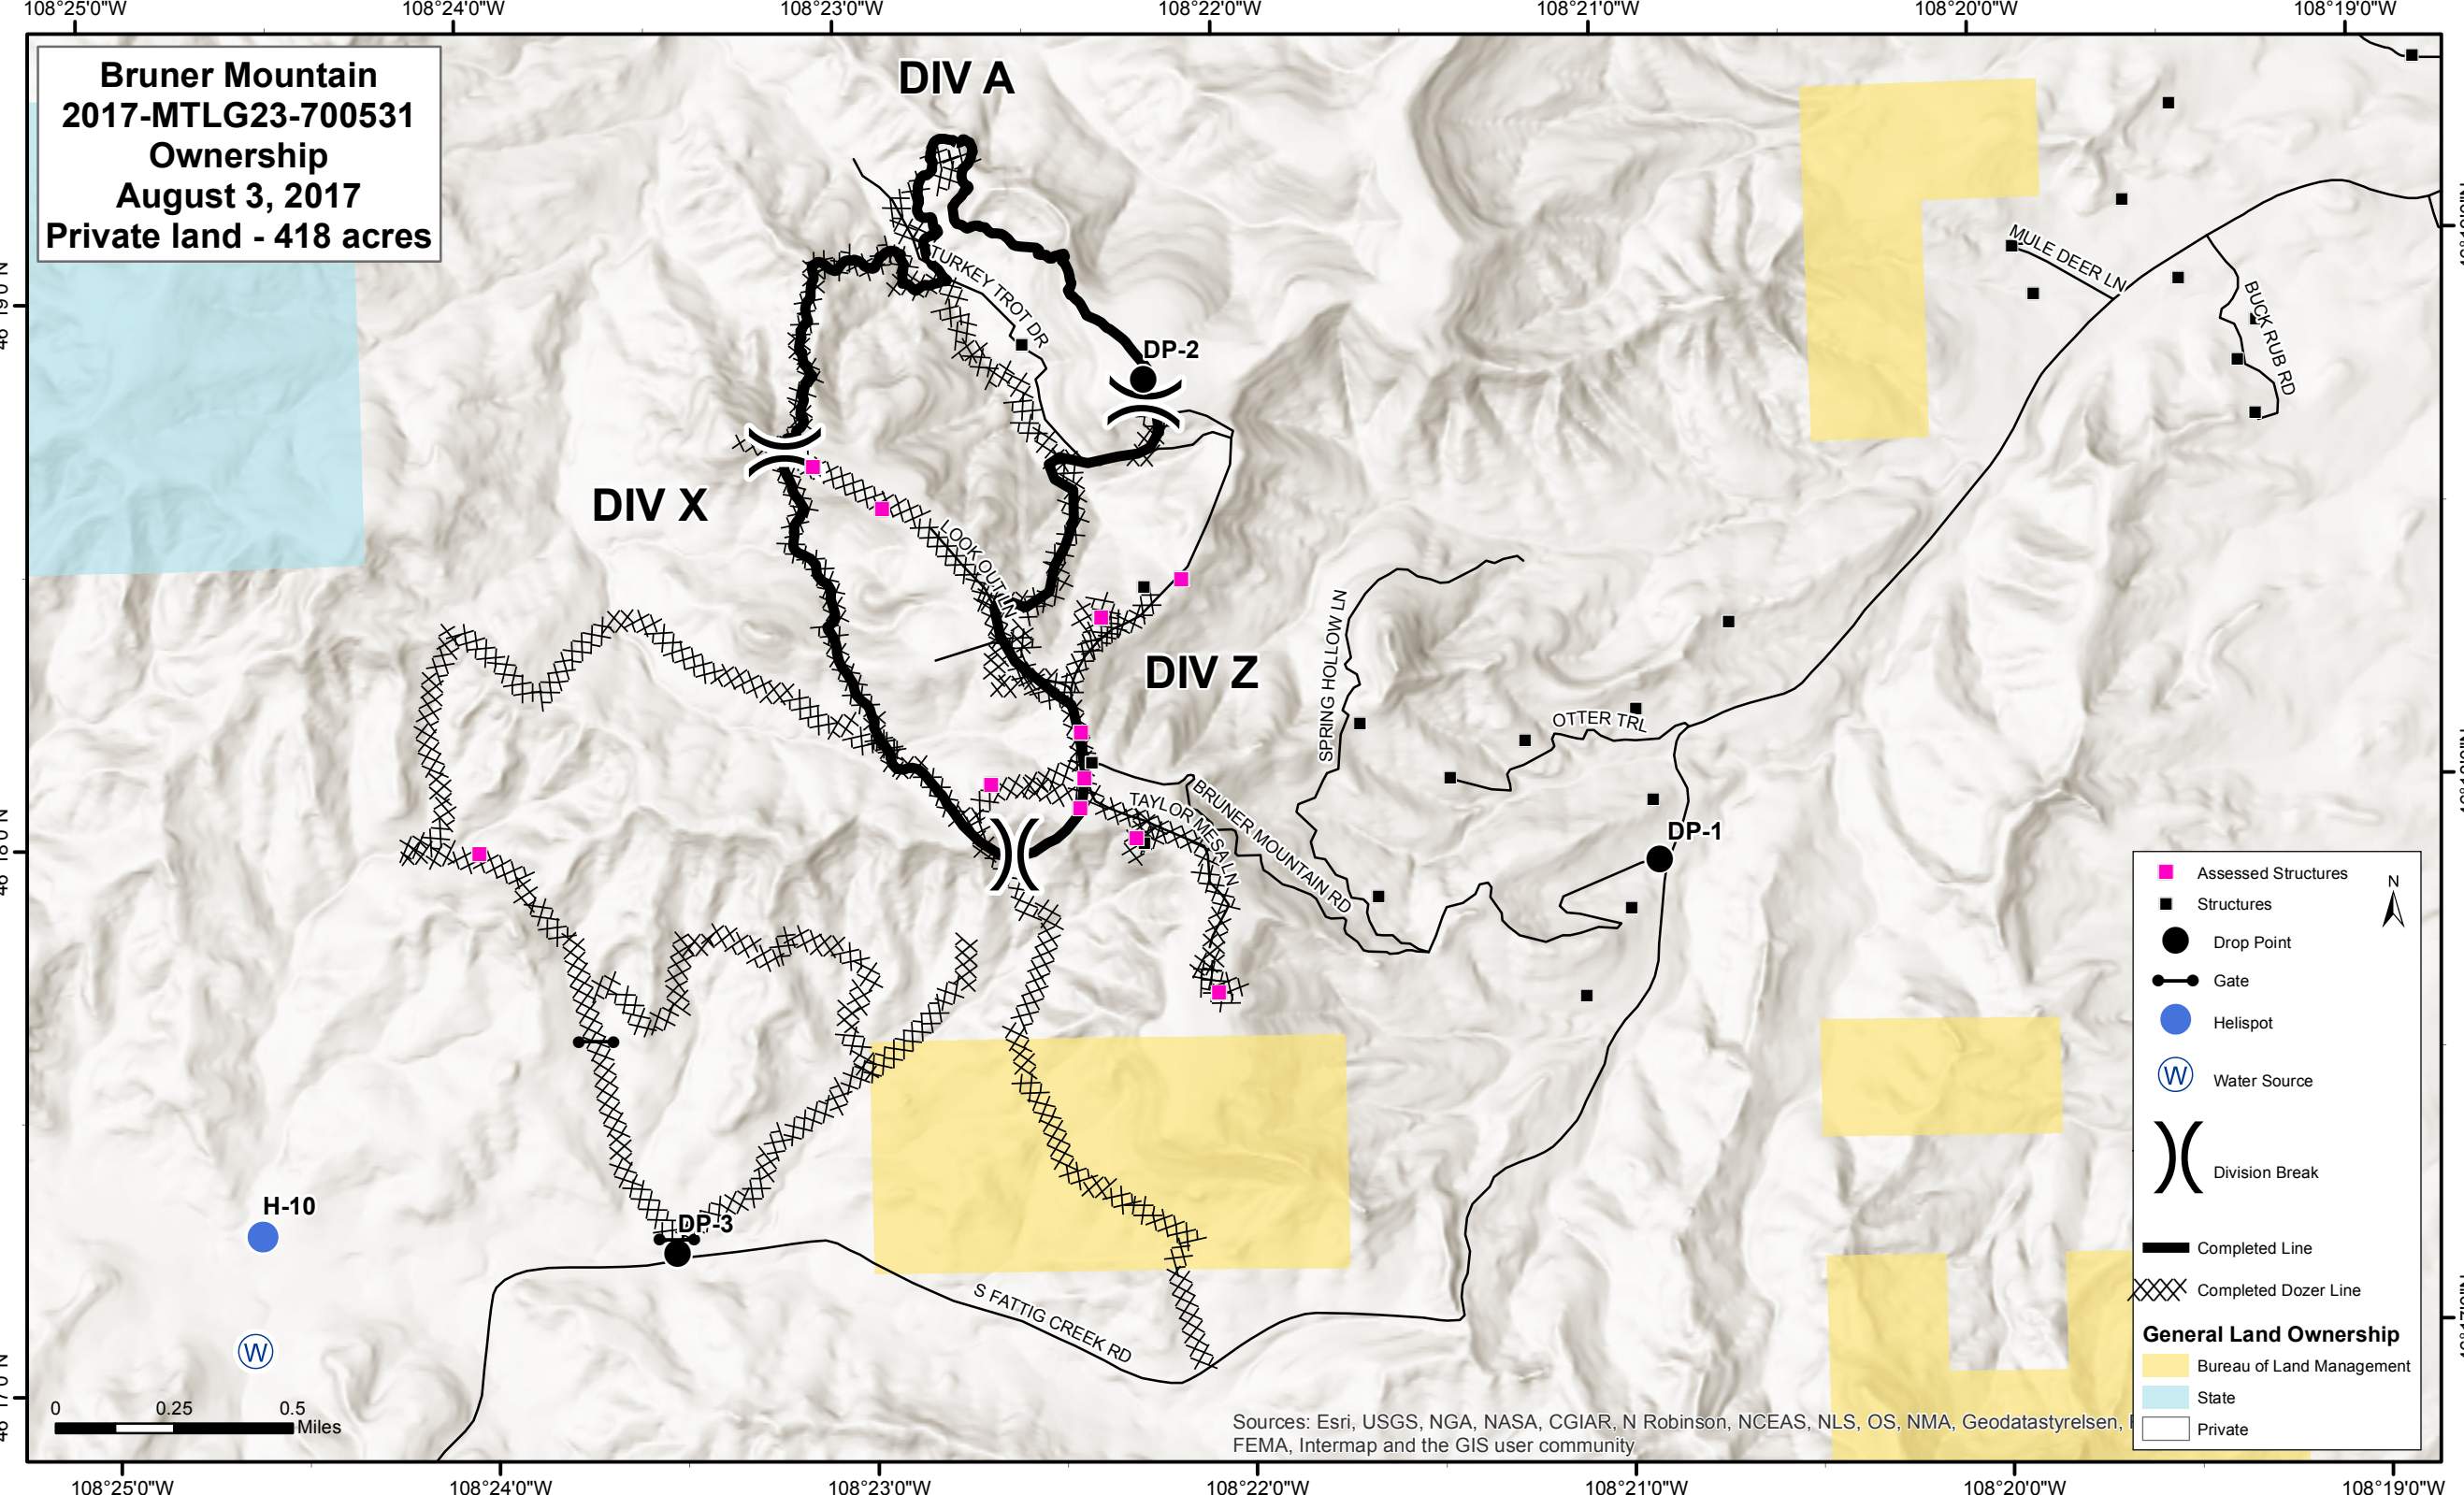 108°25'0"W
108°24'0"W
108°23'0"W
108°22'0"W
108°21'0"W
108°20'0"W
108°19'0"W
Bruner Mountain
2017-MTLG23-700531
Ownership
August 3, 2017
Private land - 418 acres
DIV A
TURKEY TROT DR
MULE DEER LN
BUCK RUB RD
DP-2
DIV X
LOOK OUT LN
DIV Z
SPRING HOLLOW LN
OTTER TRL
BRUNER MOUNTAIN RD
TAYLOR MESA LN
DP-1
H-10
DP-3
S FATTIG CREEK RD
W
0
0.25
0.5
Miles
N
Assessed Structures
Structures
Drop Point
Gate
Helispot
W
Water Source
Division Break
Completed Line
Completed Dozer Line
General Land Ownership
Bureau of Land Management
State
Private
Sources: Esri, USGS, NGA, NASA, CGIAR, N Robinson, NCEAS, NLS, OS, NMA, Geodatastyrelsen,
FEMA, Intermap and the GIS user community
108°25'0"W
108°24'0"W
108°23'0"W
108°22'0"W
108°21'0"W
108°20'0"W
108°19'0"W